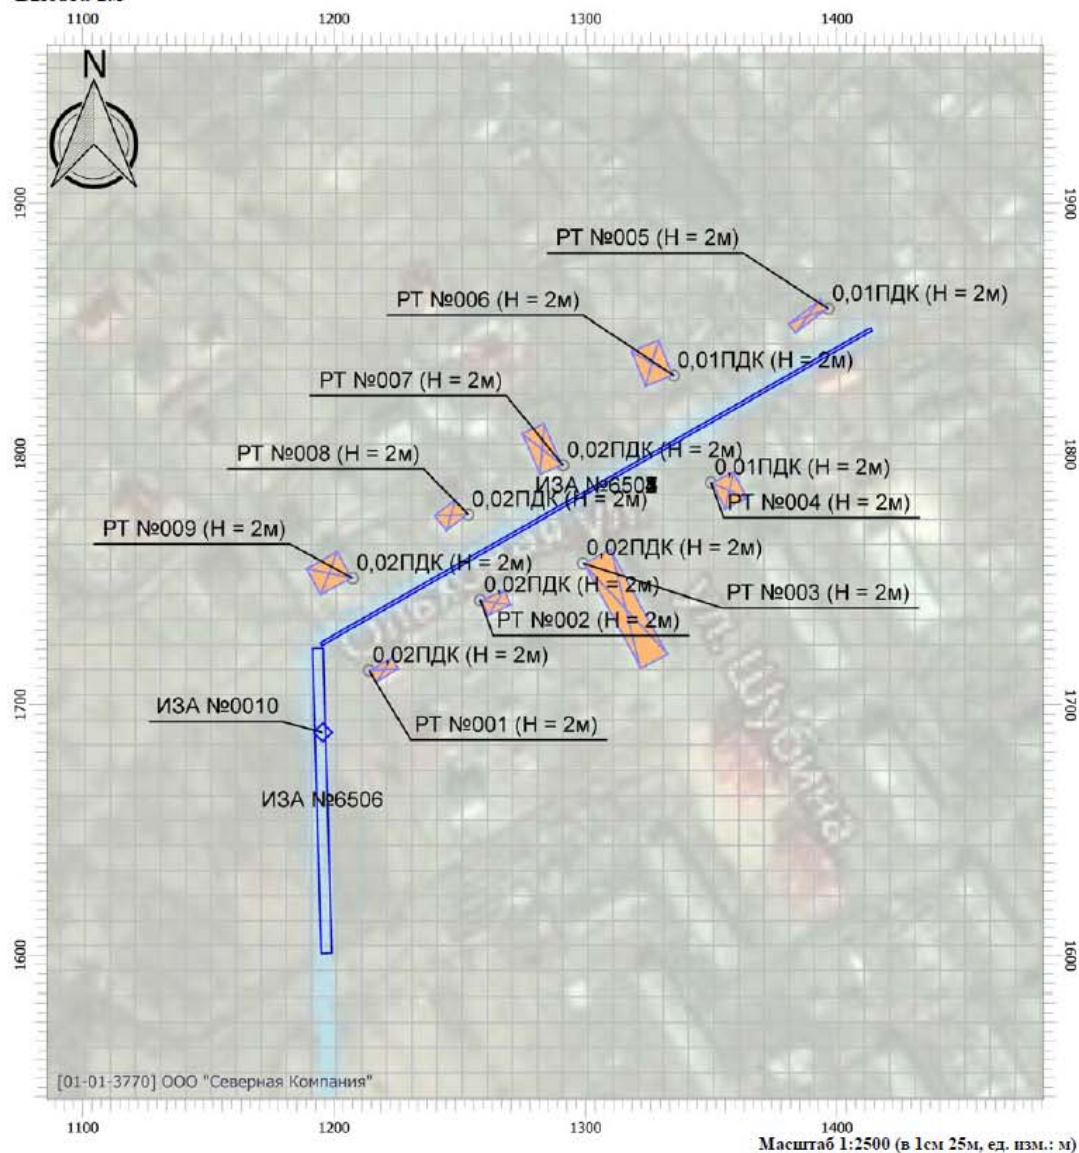 1100 1200 1300 1400
N
1900 1900
РТ №005 (H = 2м)
0,01ПДК (H = 2м)
РТ №006 (H = 2м)
0,01ПДК (H = 2м)
РТ №007 (H = 2м)
0,02ПДК (H = 2м)
1800 1800
РТ №008 (H = 2м)
0,01ПДК (H = 2м)
0,02ПДК (H = 2м)
РТ №004 (H = 2м)
РТ №009 (H = 2м)
0,02ПДК (H = 2м)
0,02ПДК (H = 2м)
0,02ПДК (H = 2м)
РТ №003 (H = 2м)
РТ №002 (H = 2м)
0,02ПДК (H = 2м)
ул. Шубина
1700 1700
ИЗА №0010
РТ №001 (H = 2м)
ИЗА №6506
1600 1600
[01-01-3770] ООО "Северная Компания"
1100 1200 1300 1400
Масштаб 1:2500 (в 1см 25м, ед. изм.: м)